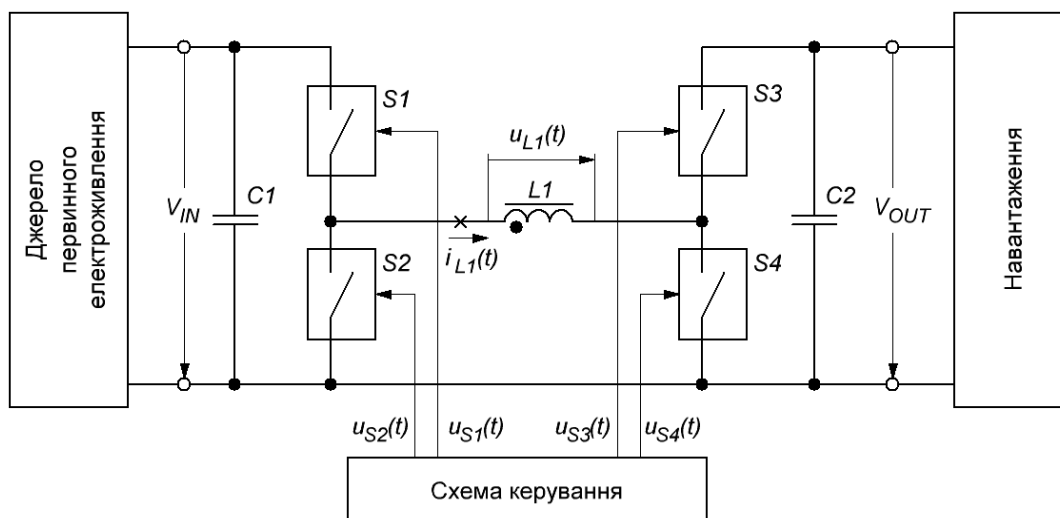 Джерело
первинного
електроживлення
V_IN
C1
S1
S2
u_L1(t)
L1
i_L1(t)
S3
S4
C2
V_OUT
Навантаження
u_S2(t)
u_S1(t)
u_S3(t)
u_S4(t)
Схема керування